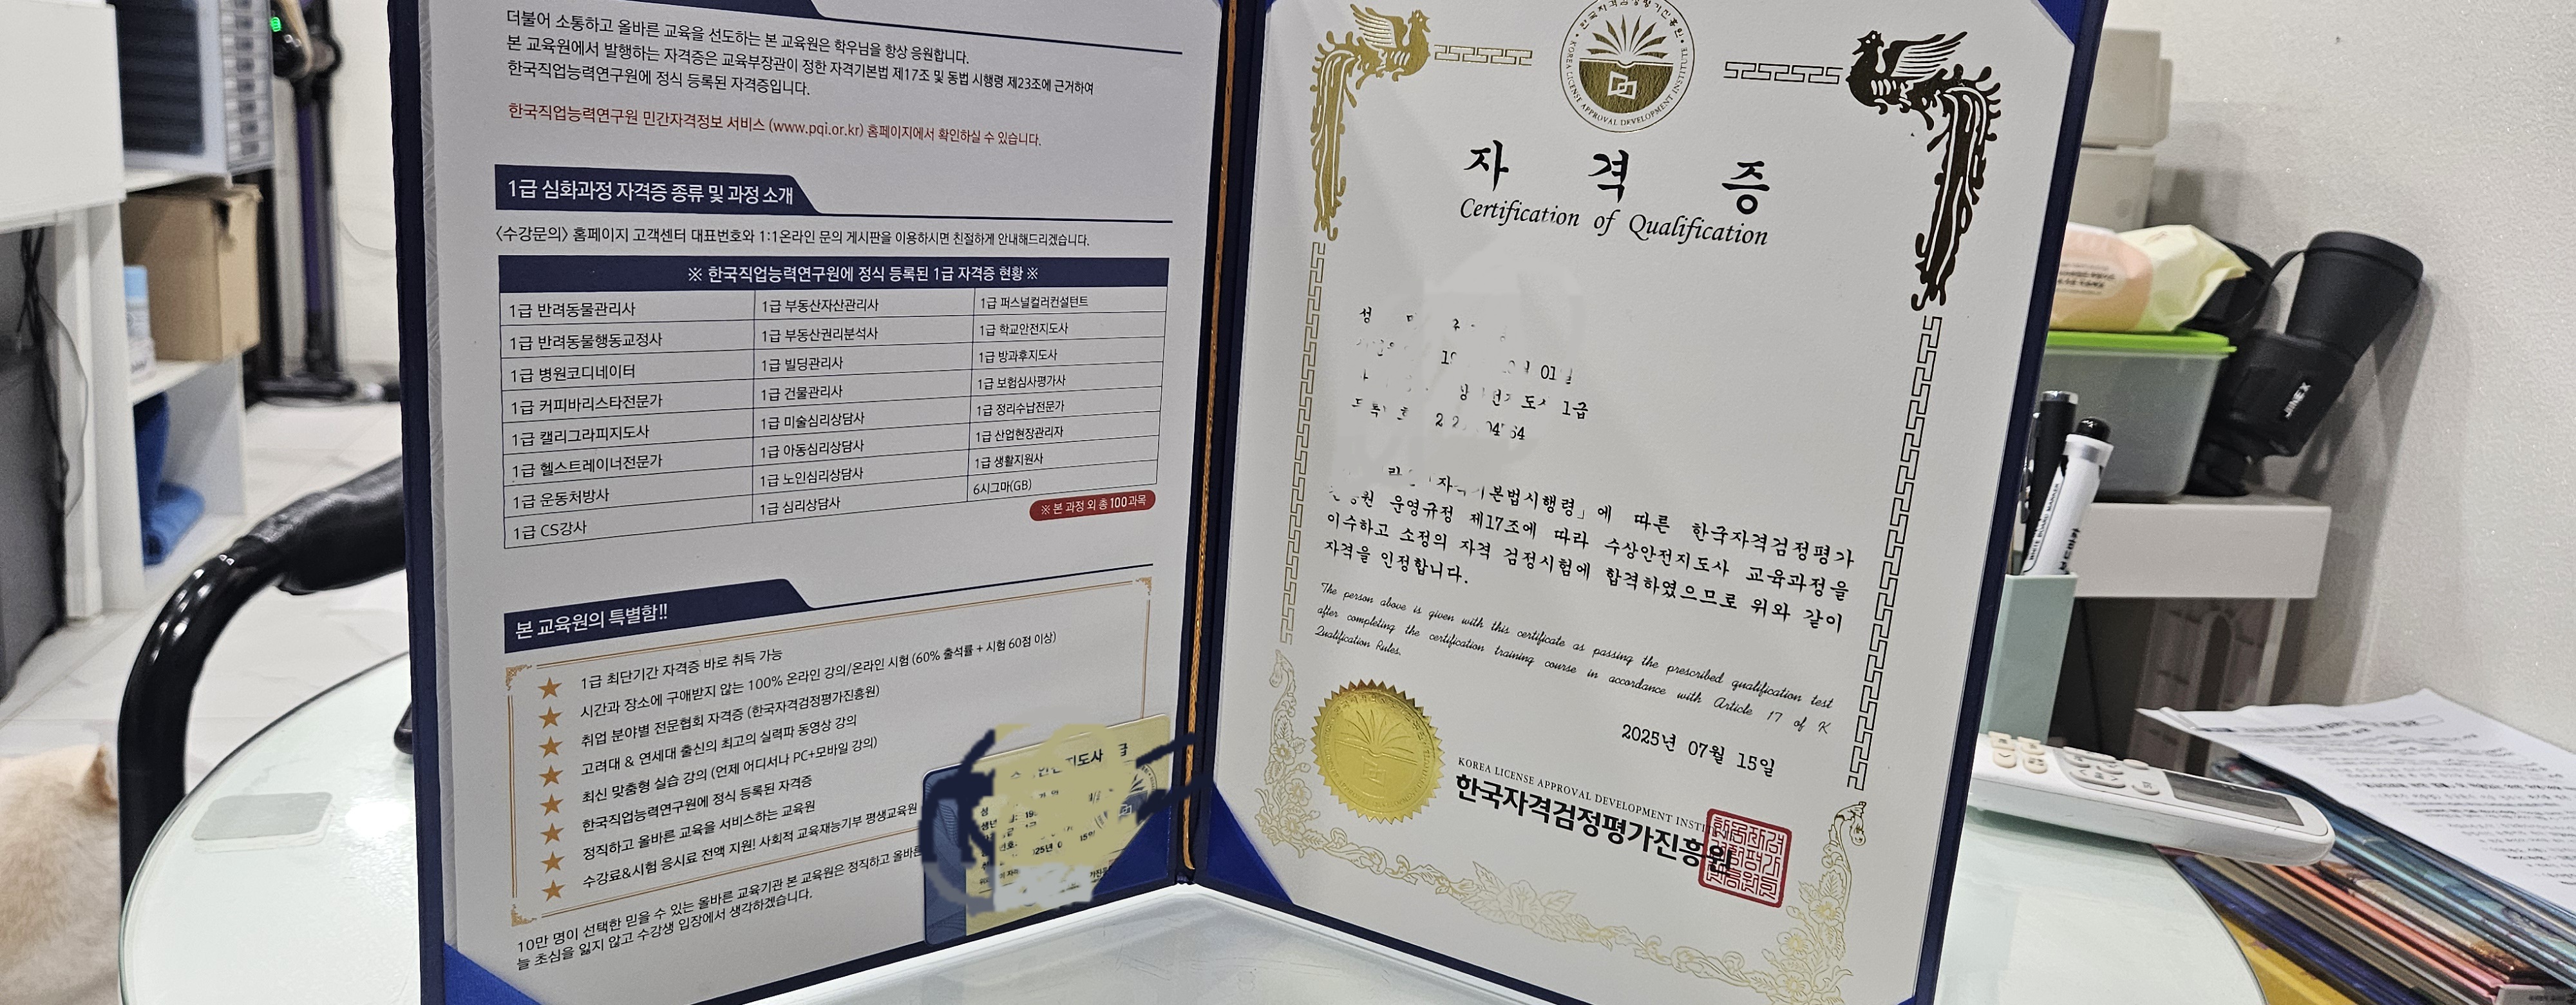 더불어 소통하고 올바른 교육을 선도하는 본 교육원은 학우님을 항상 응원합니다.
본 교육원에서 발행하는 자격증은 교육부장관이 정한 자격기본법 제17조 및 동법 시행령 제23조에 근거하여
한국직업능력연구원에 정식 등록된 자격증입니다.
한국직업능력연구원 민간자격정보 서비스 (www.pqi.or.kr) 홈페이지에서 확인하실 수 있습니다.
1급 심화과정 자격증 종류 및 과정 소개
<수강문의> 홈페이지 고객센터 대표번호와 1:1온라인 문의 게시판을 이용하시면 친절하게 안내해드리겠습니다.
※ 한국직업능력연구원에 정식 등록된 1급 자격증 현황 ※
1급 반려동물관리사 1급 부동산자산관리사 1급 퍼스널컬러컨설턴트
1급 반려동물행동교정사 1급 부동산권리분석사 1급 학교안전지도사
1급 병원코디네이터 1급 빌딩관리사 1급 방과후지도사
1급 커피바리스타전문가 1급 건물관리사 1급 보험심사평가사
1급 캘리그라피지도사 1급 미술심리상담사 1급 정리수납전문가
1급 헬스트레이너전문가 1급 아동심리상담사 1급 산업현장관리자
1급 운동처방사 1급 노인심리상담사 1급 생활지원사
1급 CS강사 1급 심리상담사 6시그마(GB)
※ 본 과정 외 총 100과목
본 교육원의 특별함!!
★ 1급 최단기간 자격증 바로 취득 가능
★ 시간과 장소에 구애받지 않는 100% 온라인 강의/온라인 시험 (60% 출석률 + 시험 60점 이상)
★ 취업 분야별 전문협회 자격증 (한국자격검정평가진흥원)
★ 고려대 & 연세대 출신의 최고의 실력파 동영상 강의
★ 최신 맞춤형 실습 강의 (언제 어디서나 PC+모바일 강의)
★ 한국직업능력연구원에 정식 등록된 자격증
★ 정직하고 올바른 교육을 서비스하는 교육원
★ 수강료&시험 응시료 전액 지원! 사회적 교육재능기부 평생교육원
10만 명이 선택한 믿을 수 있는 올바른 교육기관 본 교육원은 정직하고 올바른
늘 초심을 잃지 않고 수강생 입장에서 생각하겠습니다.
KOREA LICENSE APPROVAL DEVELOPMENT INSTITUTE
자 격 증
Certification of Qualification
성
01
1급
본법시행령」에 따른 한국자격검정평가
운영규정 제17조에 따라 수상안전지도사 교육과정을
이수하고 소정의 자격 검정시험에 합격하였으므로 위와 같이
자격을 인정합니다.
The person above is given with this certificate as passing the prescribed qualification test
after completing the certification training course in accordance with Article 17 of K
Qualification Rules.
2025년 07월 15일
KOREA LICENSE APPROVAL DEVELOPMENT
한국자격검정평가진흥원